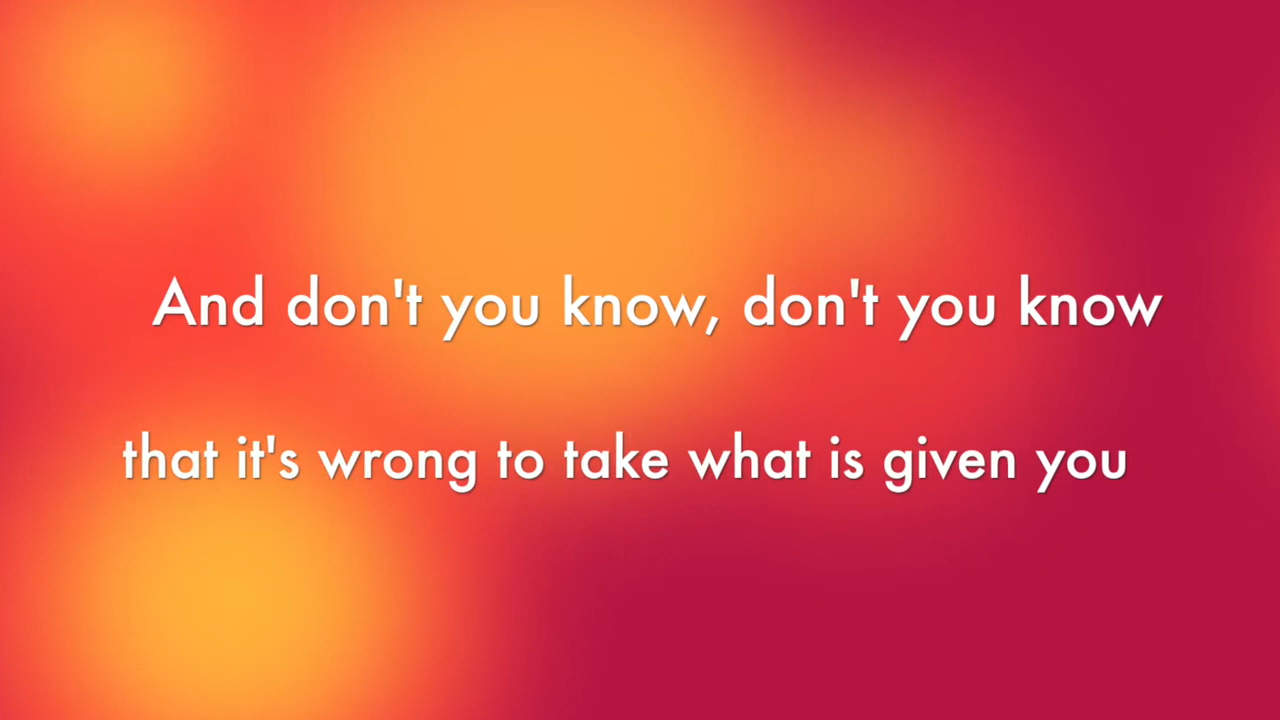 And don't you know, don't you know
that it's wrong to take what is given you